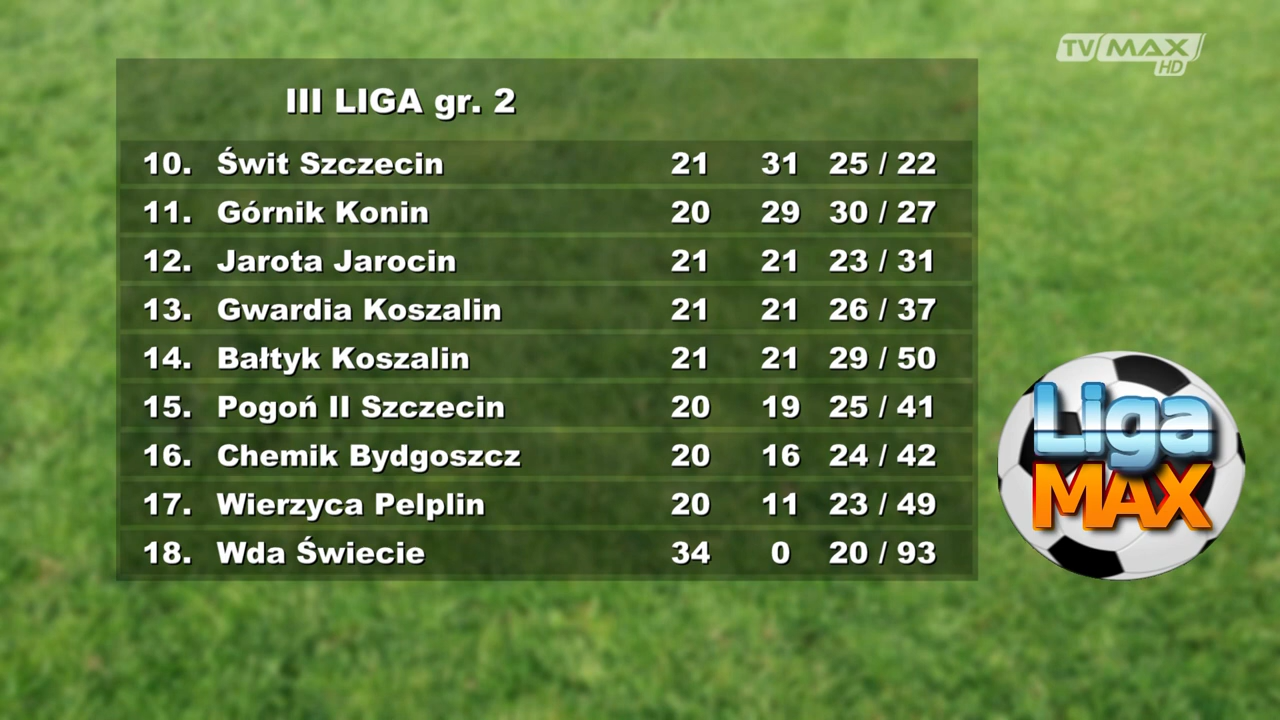 TV MAX HD
III LIGA gr. 2
10. Świt Szczecin 21 31 25 / 22
11. Górnik Konin 20 29 30 / 27
12. Jarota Jarocin 21 21 23 / 31
13. Gwardia Koszalin 21 21 26 / 37
14. Bałtyk Koszalin 21 21 29 / 50
15. Pogoń II Szczecin 20 19 25 / 41
16. Chemik Bydgoszcz 20 16 24 / 42
17. Wierzyca Pelplin 20 11 23 / 49
18. Wda Świecie 34 0 20 / 93
Liga
MAX